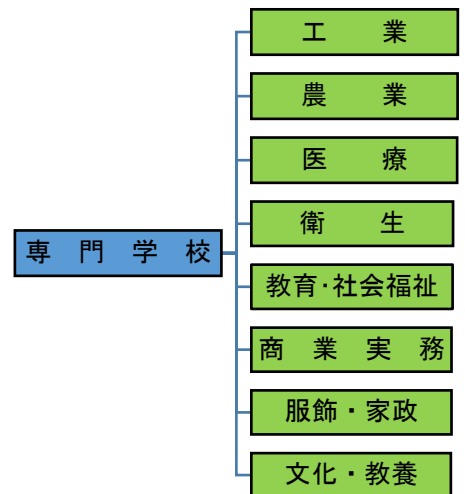 工　業
農　業
医　療
衛　生
専　門　学　校
教育･社会福祉
商　業　実　務
服飾・家政
文化・教養